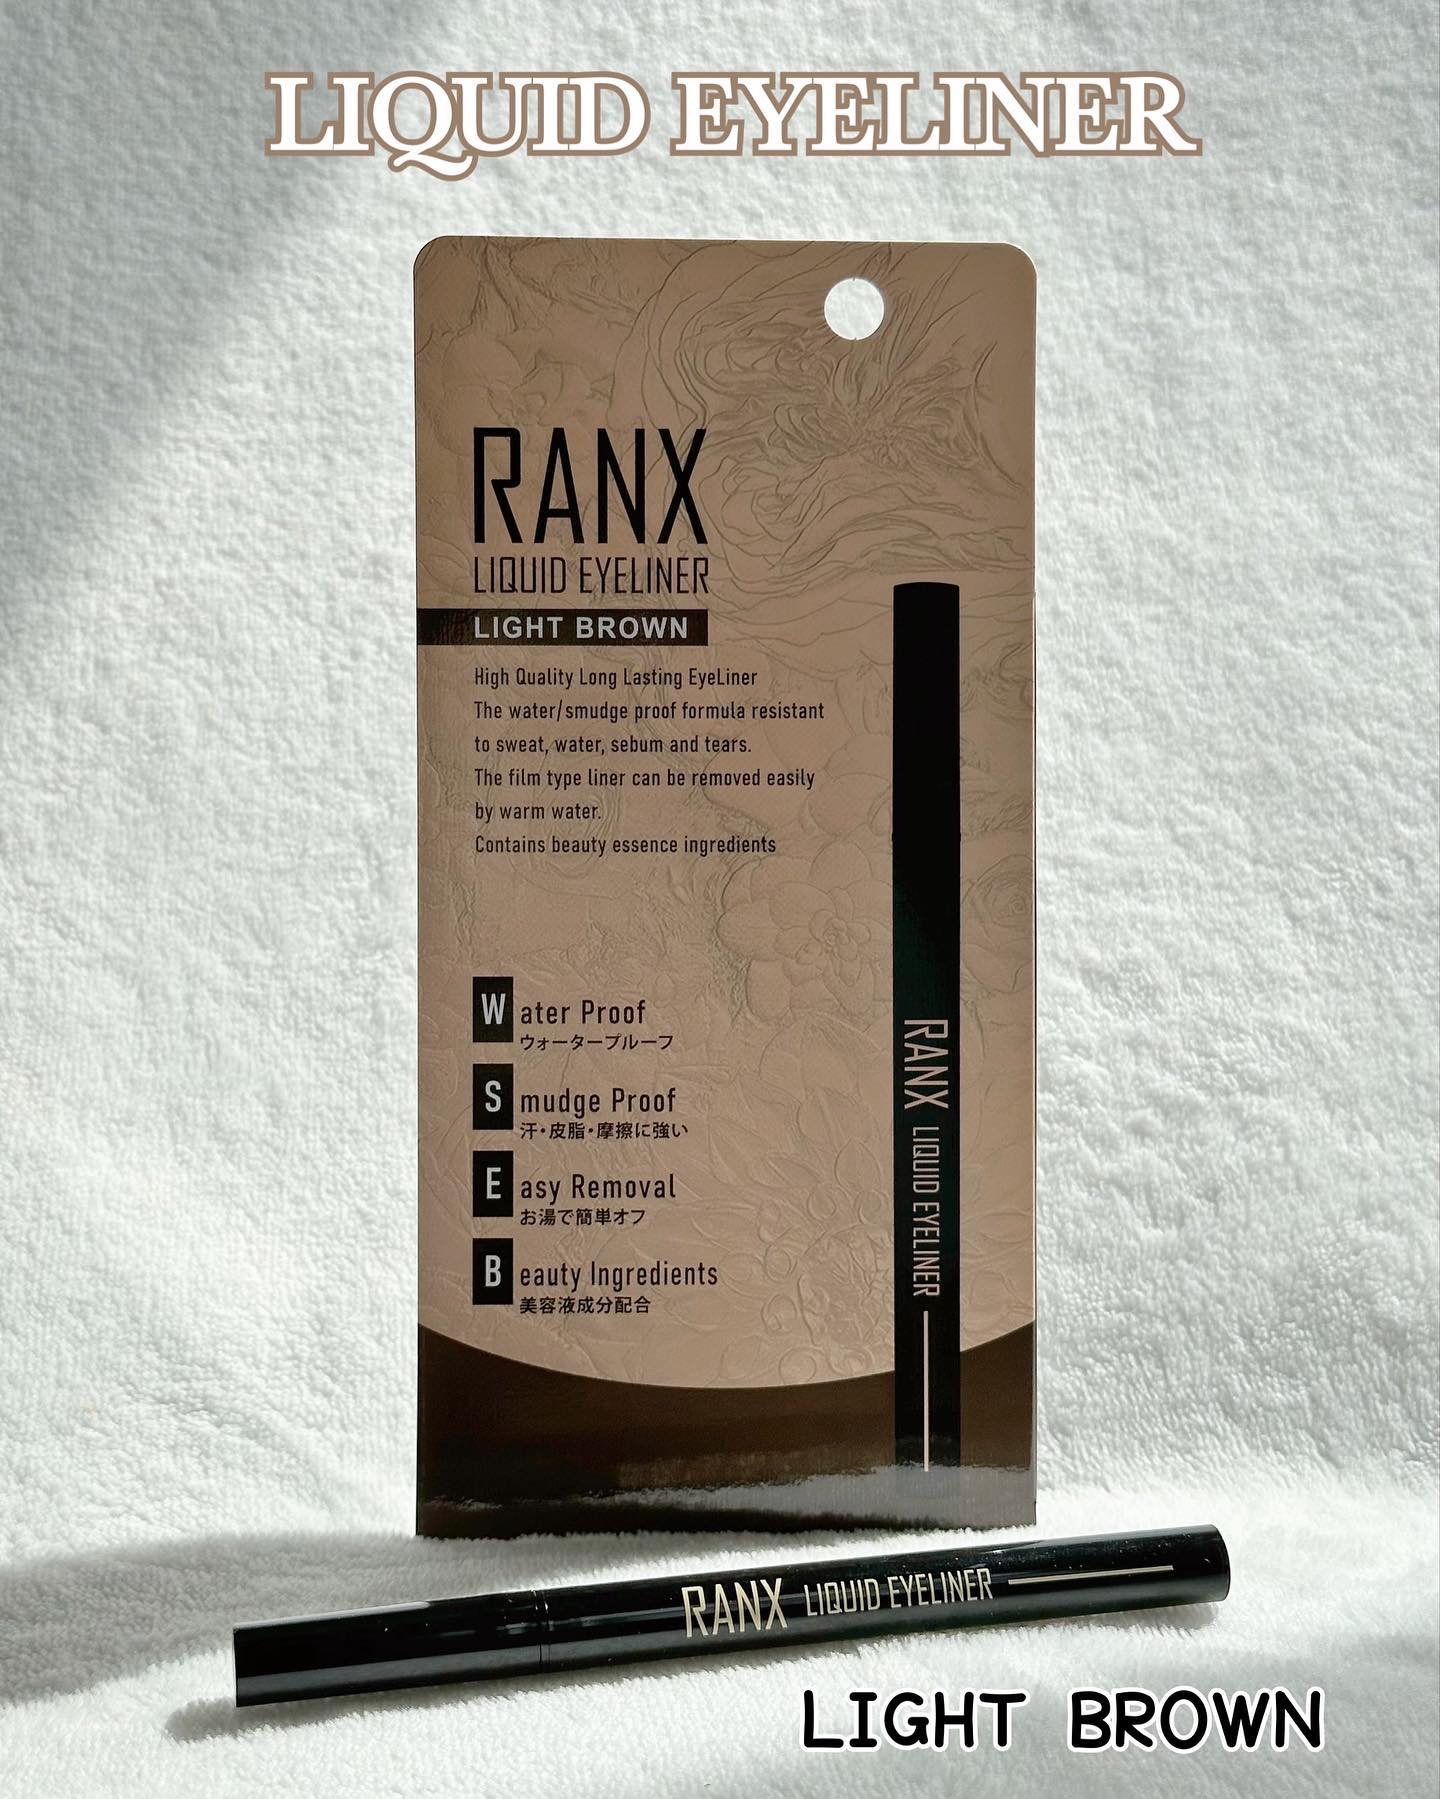 LIQUID EYELINER
RANX
LIQUID EYELINER
LIGHT BROWN
High Quality Long Lasting EyeLiner
The water/smudge proof formula resistant
to sweat, water, sebum and tears.
The film type liner can be removed easily
by warm water.
Contains beauty essence ingredients
Water Proof
ウォータープルーフ
Smudge Proof
汗・皮脂・摩擦に強い
Easy Removal
お湯で簡単オフ
Beauty Ingredients
美容液成分配合
RANX LIQUID EYELINER
RANX LIQUID EYELINER
LIGHT BROWN